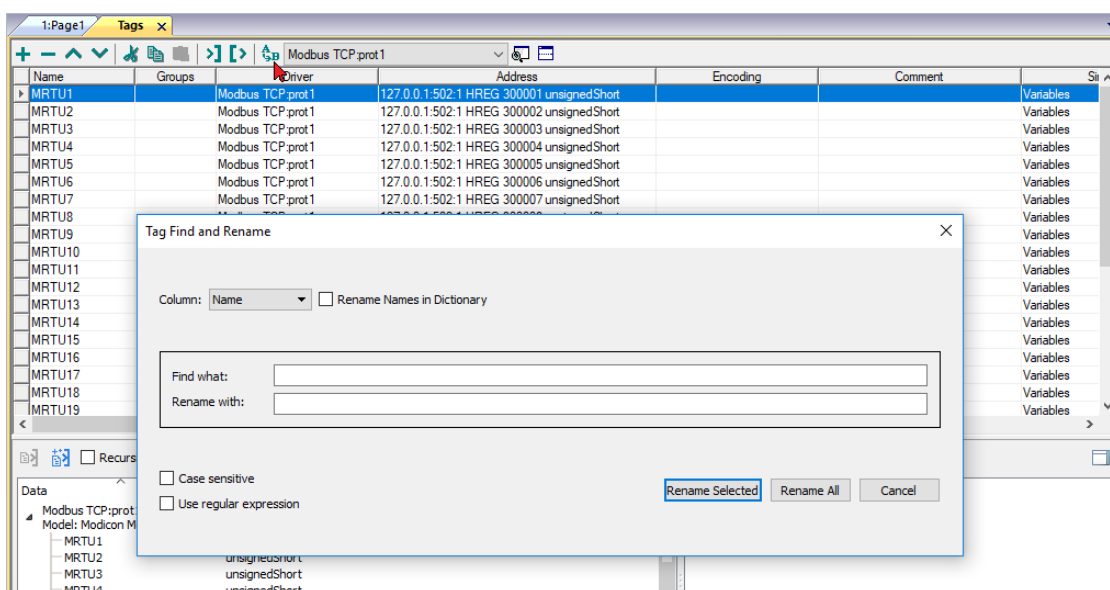 1:Page1 Tags
Modbus TCP:prot1
Name Groups Driver Address Encoding Comment
MRTU1 Modbus TCP:prot1 127.0.0.1:502:1 HREG 300001 unsignedShort Variables
MRTU2 Modbus TCP:prot1 127.0.0.1:502:1 HREG 300002 unsignedShort Variables
MRTU3 Modbus TCP:prot1 127.0.0.1:502:1 HREG 300003 unsignedShort Variables
MRTU4 Modbus TCP:prot1 127.0.0.1:502:1 HREG 300004 unsignedShort Variables
MRTU5 Modbus TCP:prot1 127.0.0.1:502:1 HREG 300005 unsignedShort Variables
MRTU6 Modbus TCP:prot1 127.0.0.1:502:1 HREG 300006 unsignedShort Variables
MRTU7 Modbus TCP:prot1 127.0.0.1:502:1 HREG 300007 unsignedShort Variables
MRTU8 Variables
MRTU9 Variables
MRTU10 Variables
MRTU11 Variables
MRTU12 Variables
MRTU13 Variables
MRTU14 Variables
MRTU15 Variables
MRTU16 Variables
MRTU17 Variables
MRTU18 Variables
MRTU19 Variables
Tag Find and Rename
Column: Name Rename Names in Dictionary
Find what:
Rename with:
Case sensitive
Use regular expression
Rename Selected Rename All Cancel
Recurs
Data
Modbus TCP:prot
Model: Modicon M
MRTU1
MRTU2 unsignedShort
MRTU3 unsignedShort
MRTU4 unsignedShort